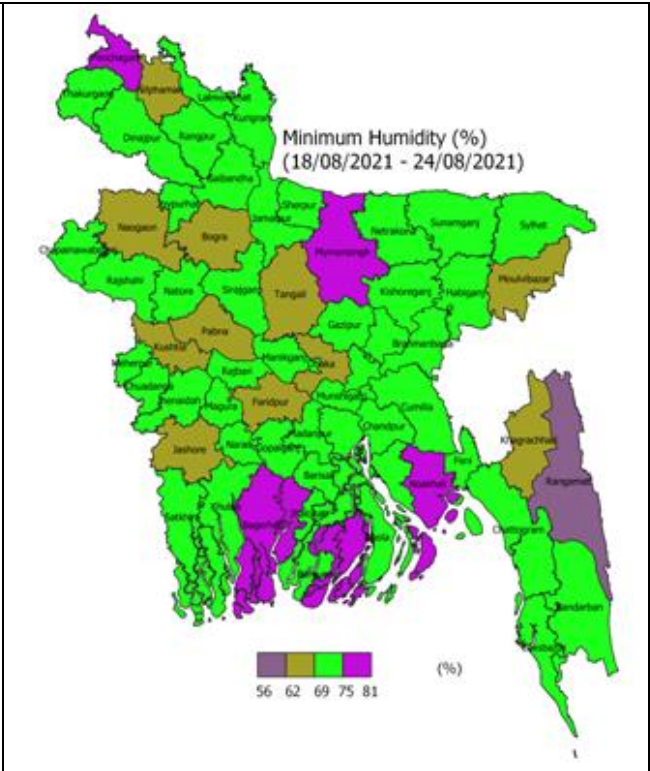 Panchagarh
Nilphamari
Thakurgaon
Lalmonirhat
Kurigram
Dinajpur
Rangpur
Minimum Humidity (%)
(18/08/2021 - 24/08/2021)
Gaibandha
Joypurhat
Sherpur
Jamalpur
Naogaon
Bogra
Mymensingh
Netrakona
Sunamganj
Sylhet
Chapainawabganj
Moulvibazar
Rajshahi
Natore
Sirajganj
Tangail
Kishoreganj
Habiganj
Gazipur
Pabna
Kushtia
Brahmanbaria
Meherpur
Manikganj
Dhaka
Rajbari
Chuadanga
Jhenaidah
Magura
Faridpur
Munshiganj
Cumilla
Chandpur
Khagrachhari
Jashore
Narail
Gopalganj
Madaripur
Barisal
Noakhali
Feni
Rangamati
Satkhira
Khulna
Bagerhat
Bhola
Chattogram
Bandarban
(%)
56 62 69 75 81